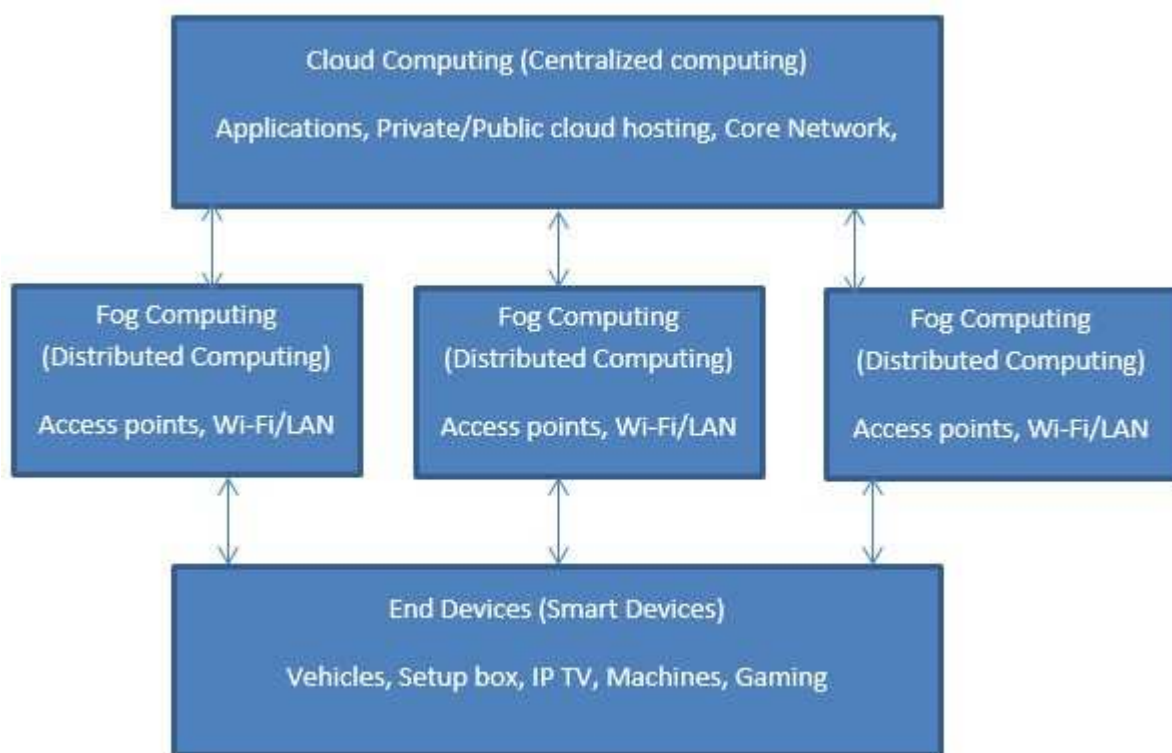 Cloud Computing (Centralized computing)
Applications, Private/Public cloud hosting, Core Network,
Fog Computing
(Distributed Computing)
Access points, Wi-Fi/LAN
Fog Computing
(Distributed Computing)
Access points, Wi-Fi/LAN
Fog Computing
(Distributed Computing)
Access points, Wi-Fi/LAN
End Devices (Smart Devices)
Vehicles, Setup box, IP TV, Machines, Gaming